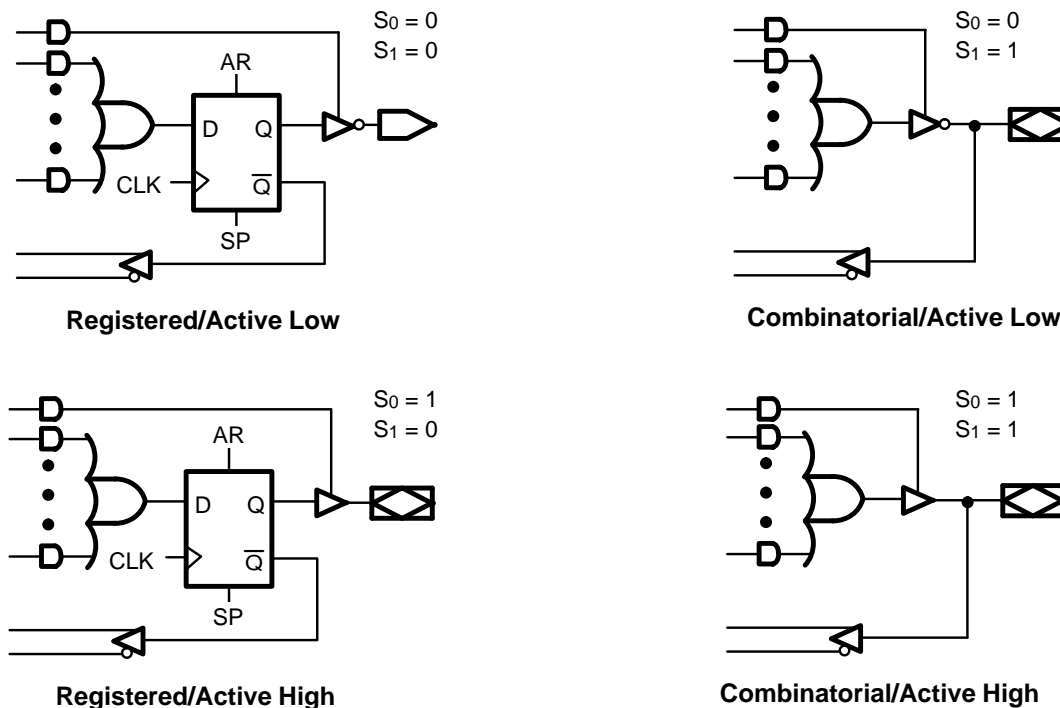 S0 = 0
S1 = 0
AR
D Q
CLK
Q̅
SP
Registered/Active Low
S0 = 0
S1 = 1
Combinatorial/Active Low
S0 = 1
S1 = 0
AR
D Q
CLK
Q̅
SP
Registered/Active High
S0 = 1
S1 = 1
Combinatorial/Active High